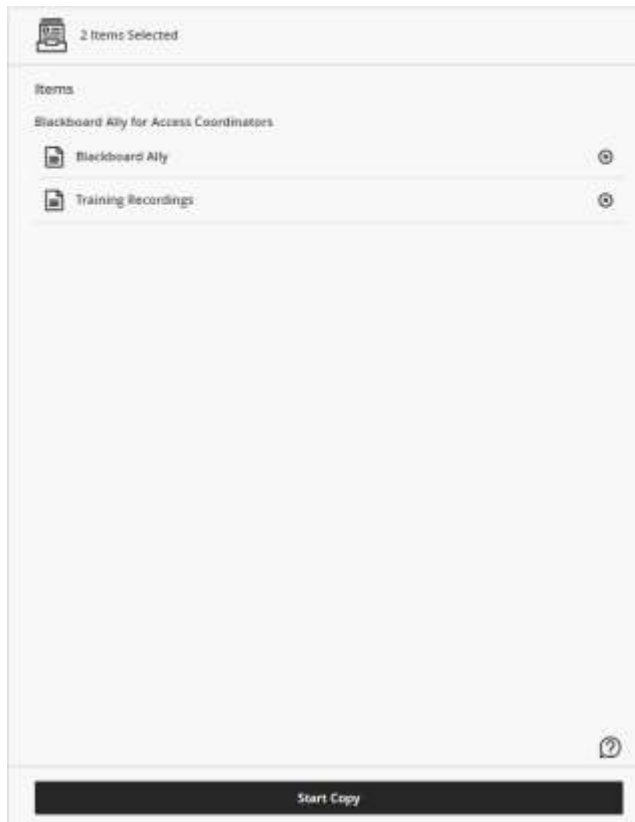 2 Items Selected
Items
Blackboard Ally for Access Coordinators
Blackboard Ally
Training Recordings
Start Copy